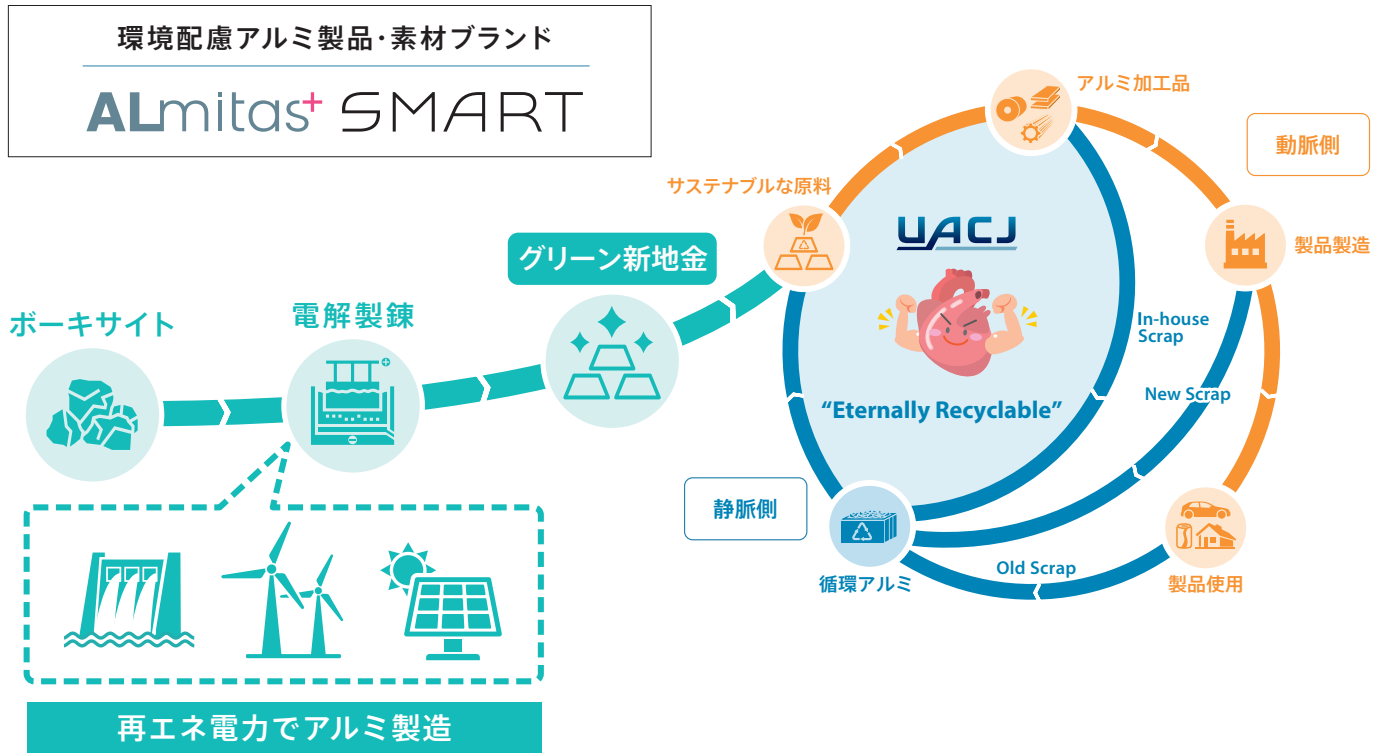 環境配慮アルミ製品・素材ブランド
ALmitas+ SMART
アルミ加工品
動脈側
サステナブルな原料
製品製造
UACJ
グリーン新地金
電解製錬
ボーキサイト
In-house
Scrap
New Scrap
“Eternally Recyclable”
静脈側
Old Scrap
循環アルミ
製品使用
再エネ電力でアルミ製造